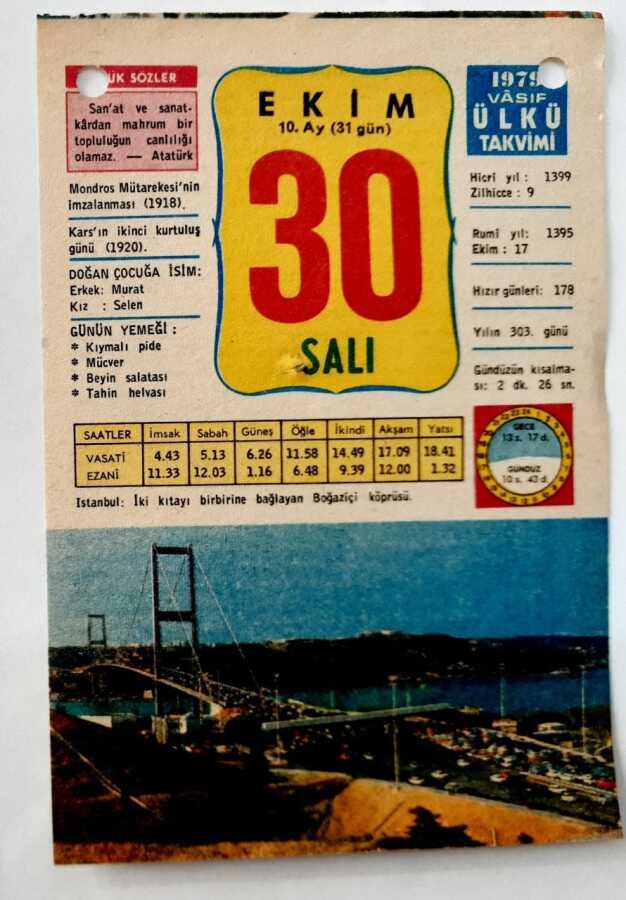 ÜK SÖZLER
San'at ve sanat-
kârdan mahrum bir
topluluğun canlılığı
olamaz. — Atatürk
Mondros Mütarekesi'nin
imzalanması (1918).
Kars'ın ikinci kurtuluş
günü (1920).
DOĞAN ÇOCUĞA İSİM:
Erkek: Murat
Kız : Selen
GÜNÜN YEMEĞİ :
* Kıymalı pide
* Mücver
* Beyin salatası
* Tahin helvası
EKİM
10. Ay (31 gün)
30
SALI
1979
VÂSIF
ÜLKÜ
TAKVİMİ
Hicri yıl : 1399
Zilhicce : 9
Rumî yıl: 1395
Ekim : 17
Hızır günleri: 178
Yılın 303. günü
Gündüzün kısalma-
sı: 2 dk. 26 sn.
SAATLER İmsak Sabah Güneş Öğle İkindi Akşam Yatsı
VASATİ 4.43 5.13 6.26 11.58 14.49 17.09 18.41
EZANİ 11.33 12.03 1.16 6.48 9.39 12.00 1.32
GECE
13 s. 17 d.
GÜNDÜZ
10 s. 43 d.
İstanbul: İki kıtayı birbirine bağlayan Boğaziçi köprüsü.